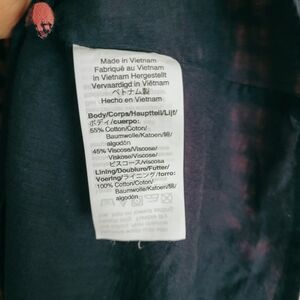 Made in Vietnam
Fabriqué au Vietnam
in Vietnam Hergestellt
Vervaardigd in Viëtnam
ベトナム製
Hecho en Vietnam
Body/Corps/Hauptteil/Lijf/
ボディ/cuerpo:
55% Cotton/Coton/
Baumwolle/Katoen/綿/
algodón
45% Viscose/Viscose/
Viskose/Viscose/
ビスコース/viscosa
Lining/Doublure/Futter/
Voering/ライニング/forro:
100% Cotton/Coton/
Baumwolle/Katoen/綿/
algodón